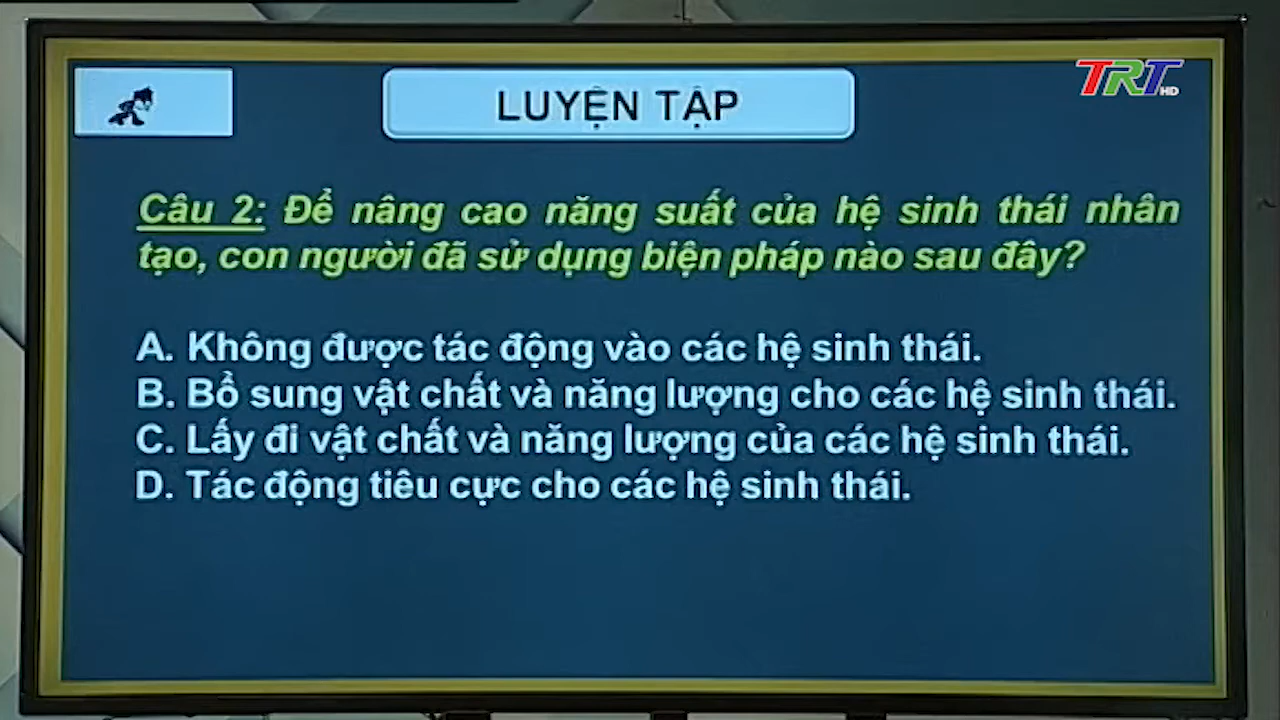 TRT HD
LUYỆN TẬP
Câu 2: Để nâng cao năng suất của hệ sinh thái nhân
tạo, con người đã sử dụng biện pháp nào sau đây?
A. Không được tác động vào các hệ sinh thái.
B. Bổ sung vật chất và năng lượng cho các hệ sinh thái.
C. Lấy đi vật chất và năng lượng của các hệ sinh thái.
D. Tác động tiêu cực cho các hệ sinh thái.